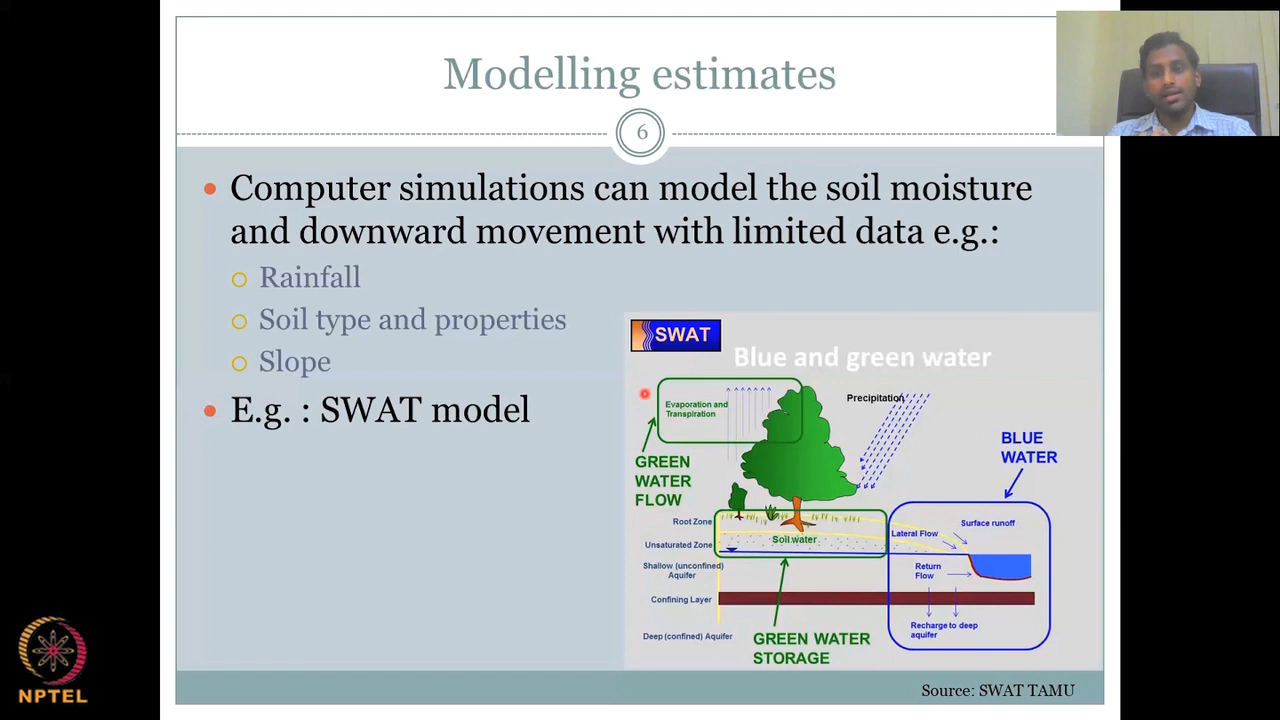 Modelling estimates
6
Computer simulations can model the soil moisture
and downward movement with limited data e.g.:
Rainfall
Soil type and properties
Slope
E.g. : SWAT model
SWAT
Blue and green water
Evaporation and
Transpiration
Precipitation
GREEN
WATER
FLOW
BLUE
WATER
Root Zone
Unsaturated Zone
Shallow (unconfined)
Aquifer
Confining Layer
Deep (confined) Aquifer
Soil water
Lateral Flow
Surface runoff
Return
Flow
Recharge to deep
aquifer
GREEN WATER
STORAGE
Source: SWAT TAMU
NPTEL